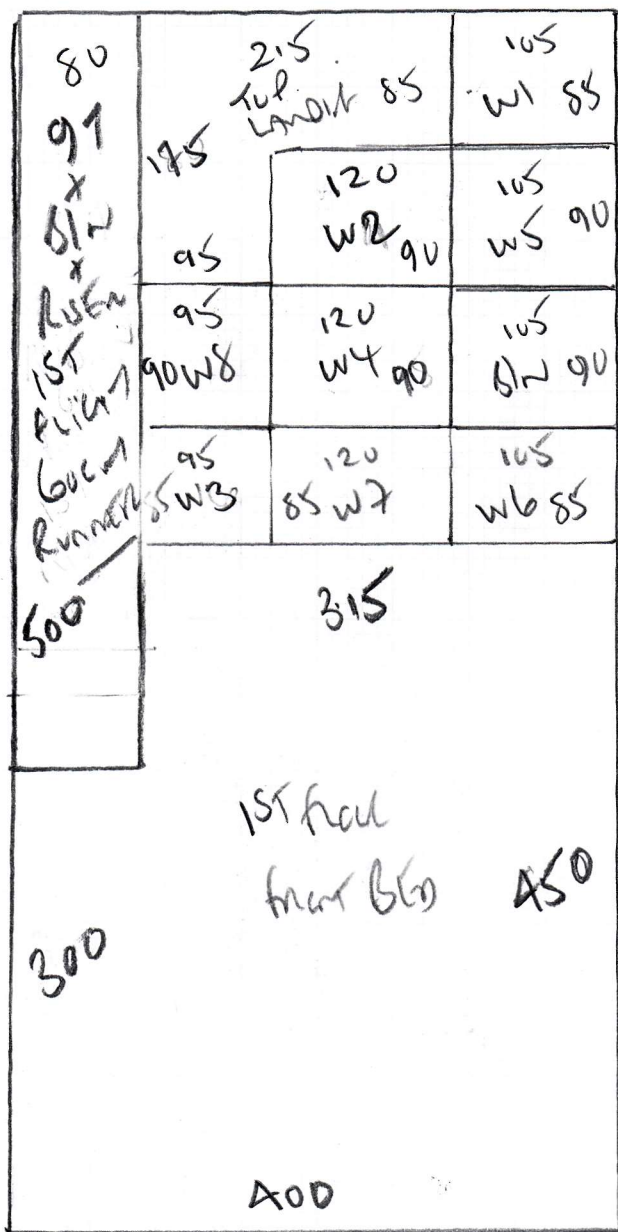 80
9T
x
BIN
x
RISER
1ST
FLIGHT
60CM
RUNNER
500
215
TOP
LANDIN 85
175
95
105
W1 85
120
W2 90
105
W5 90
95
90 W8
120
W4 90
105
BIN 90
95
85 W3
120
85 W7
105
W6 85
315
1ST FLOOR
FRONT BED
450
300
400